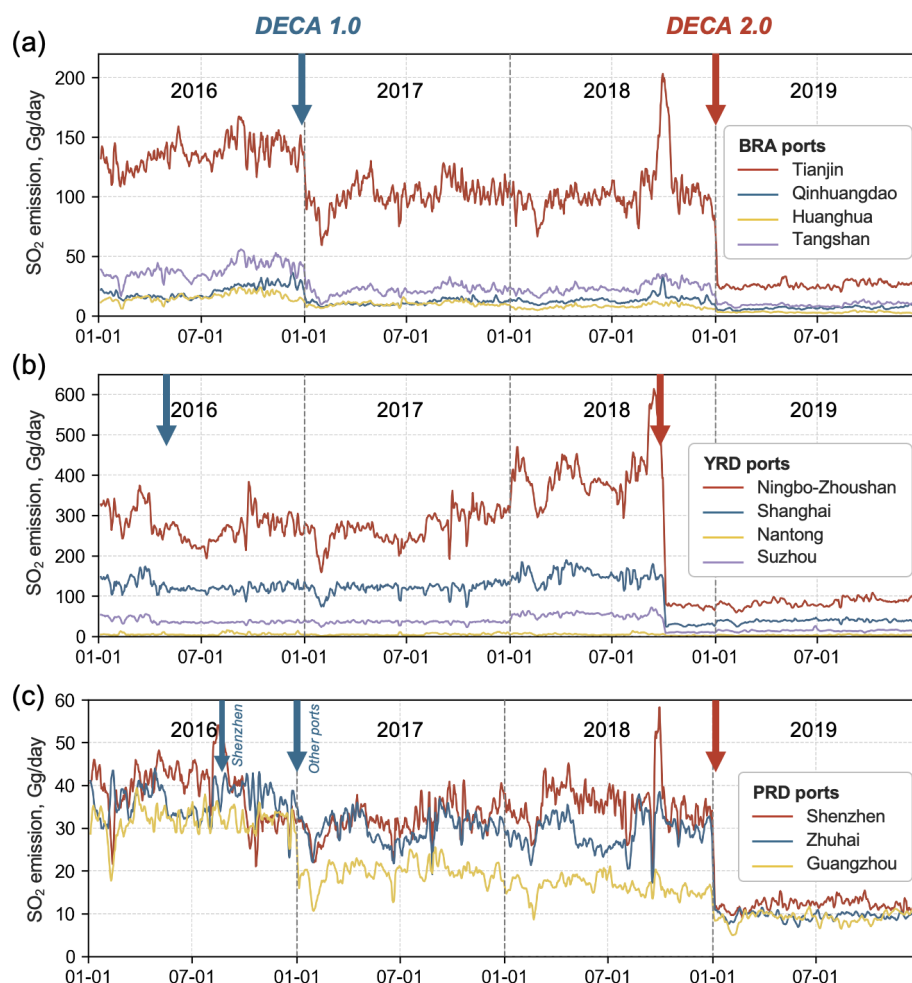 DECA 1.0 DECA 2.0
(a)
2016 2017 2018 2019
SO₂ emission, Gg/day
200
150
100
50
0
BRA ports
Tianjin
Qinhuangdao
Huanghua
Tangshan
01-01 07-01 01-01 07-01 01-01 07-01 01-01 07-01
(b)
2016 2017 2018 2019
SO₂ emission, Gg/day
600
500
400
300
200
100
0
YRD ports
Ningbo-Zhoushan
Shanghai
Nantong
Suzhou
01-01 07-01 01-01 07-01 01-01 07-01 01-01 07-01
(c)
2016 2017 2018 2019
Shenzhen
Other ports
SO₂ emission, Gg/day
60
50
40
30
20
10
0
PRD ports
Shenzhen
Zhuhai
Guangzhou
01-01 07-01 01-01 07-01 01-01 07-01 01-01 07-01